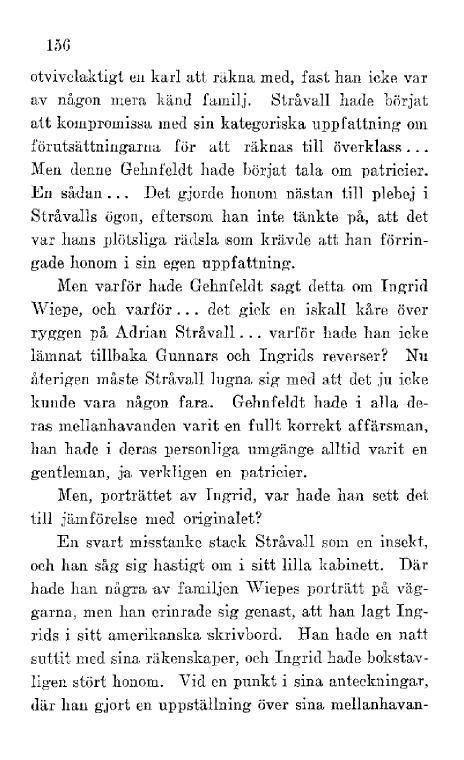 156
otvivelaktigt en karl att räkna med, fast han icke var
av någon mera känd familj. Stråvall hade börjat
att kompromissa med sin kategoriska uppfattning om
förutsättningarna för att räknas till överklass...
Men denne Gehnfeldt hade börjat tala om patricier.
En sådan... Det gjorde honom nästan till plebej i
Stråvalls ögon, eftersom han inte tänkte på, att det
var hans plötsliga rädsla som krävde att han förrin-
gade honom i sin egen uppfattning.
Men varför hade Gehnfeldt sagt detta om Ingrid
Wiepe, och varför... det gick en iskall kåre över
ryggen på Adrian Stråvall... varför hade han icke
lämnat tillbaka Gunnars och Ingrids reverser? Nu
återigen måste Stråvall lugna sig med att det ju icke
kunde vara någon fara. Gehnfeldt hade i alla de-
ras mellanhavanden varit en fullt korrekt affärsman,
han hade i deras personliga umgänge alltid varit en
gentleman, ja verkligen en patricier.
Men, porträttet av Ingrid, var hade han sett det
till jämförelse med originalet?
En svart misstanke stack Stråvall som en insekt,
och han såg sig hastigt om i sitt lilla kabinett. Där
hade han några av familjen Wiepes porträtt på väg-
garna, men han erinrade sig genast, att han lagt Ing-
rids i sitt amerikanska skrivbord. Han hade en natt
suttit med sina räkenskaper, och Ingrid hade bokstav-
ligen stört honom. Vid en punkt i sina anteckningar,
där han gjort en uppställning över sina mellanhavan-